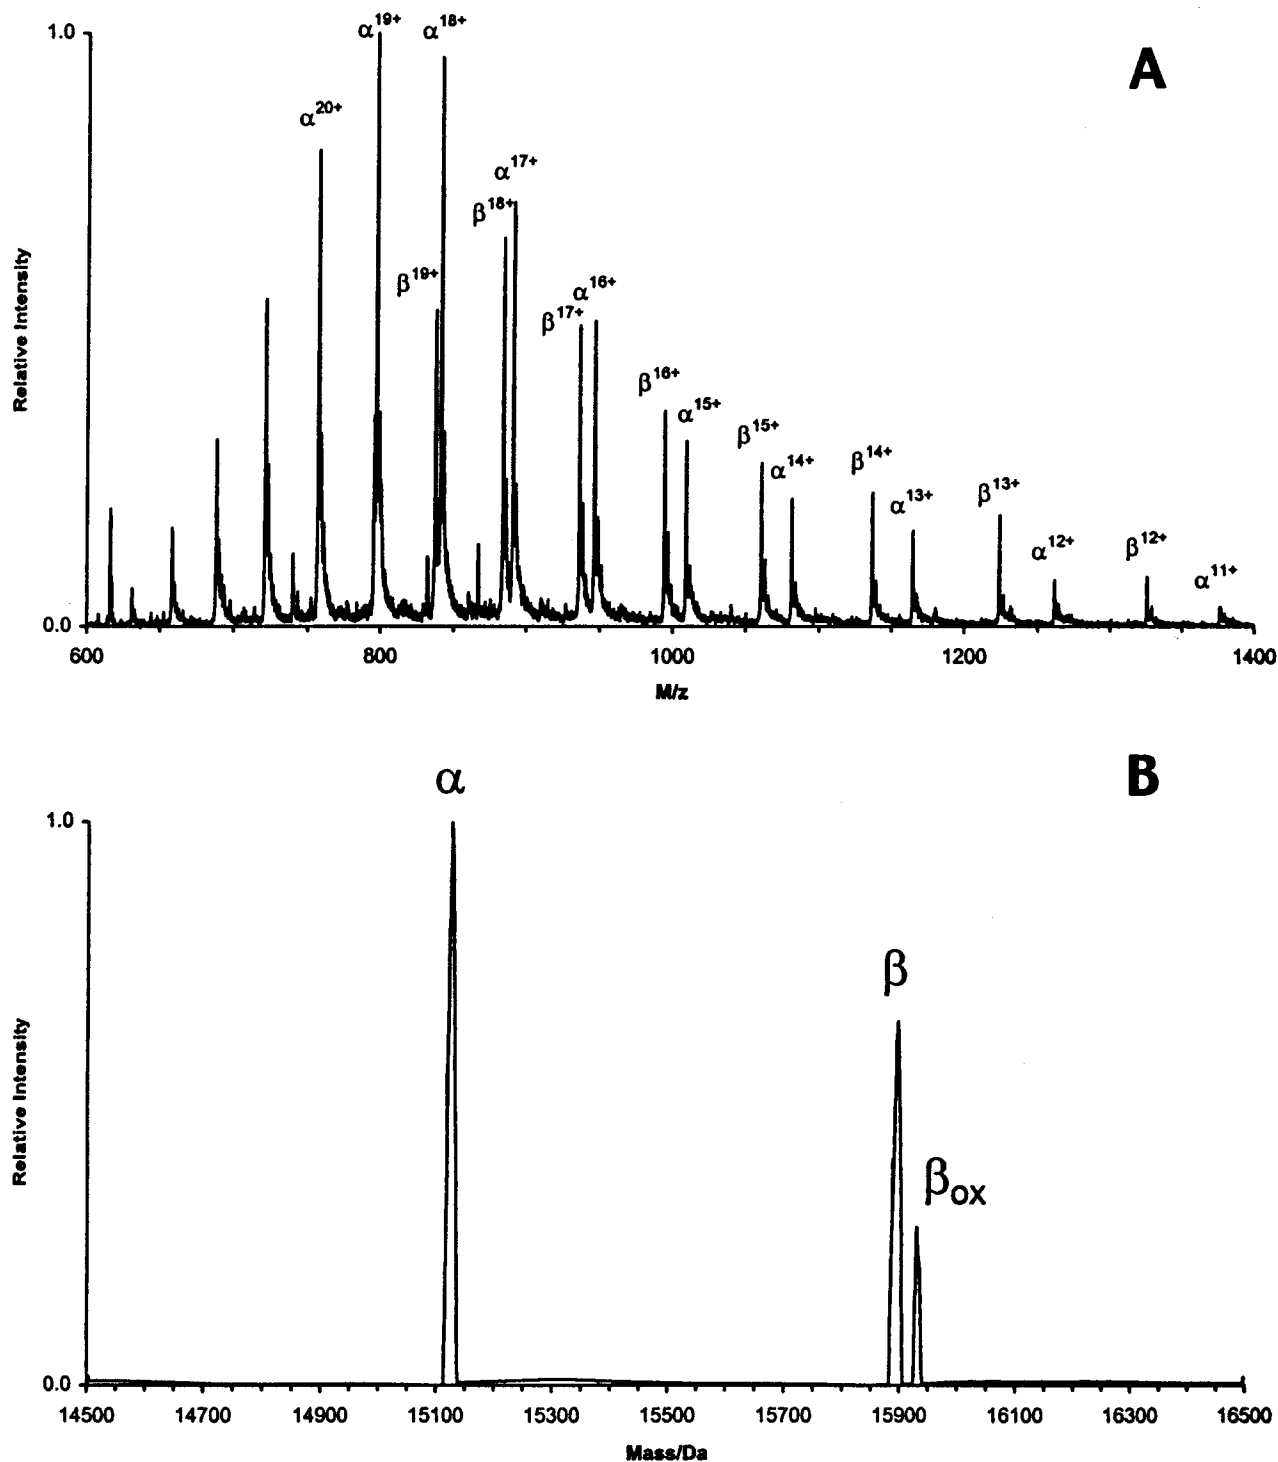 A
1.0
α19+
α18+
α20+
α17+
β18+
β19+
α16+
β17+
β16+
α15+
β15+
α14+
β14+
α13+
β13+
α12+
β12+
α11+
Relative Intensity
0.0
600 800 1000 1200 1400
M/z
B
α
1.0
β
βOX
Relative Intensity
0.0
14500 14700 14900 15100 15300 15500 15700 15900 16100 16300 16500
Mass/Da